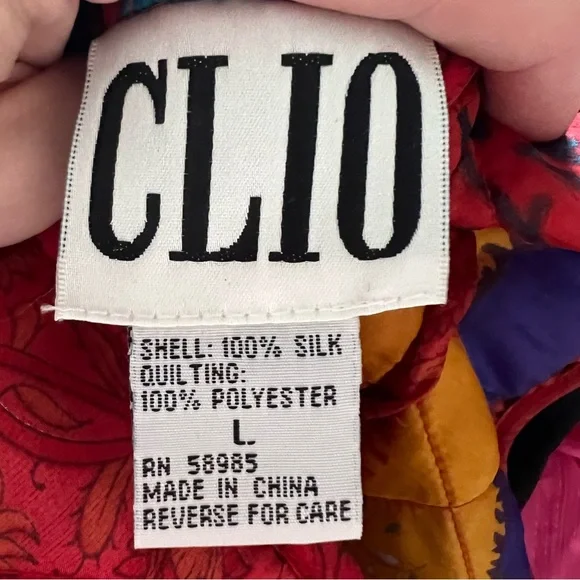 CLIO
SHELL: 100% SILK
QUILTING:
100% POLYESTER
L
RN 58985
MADE IN CHINA
REVERSE FOR CARE